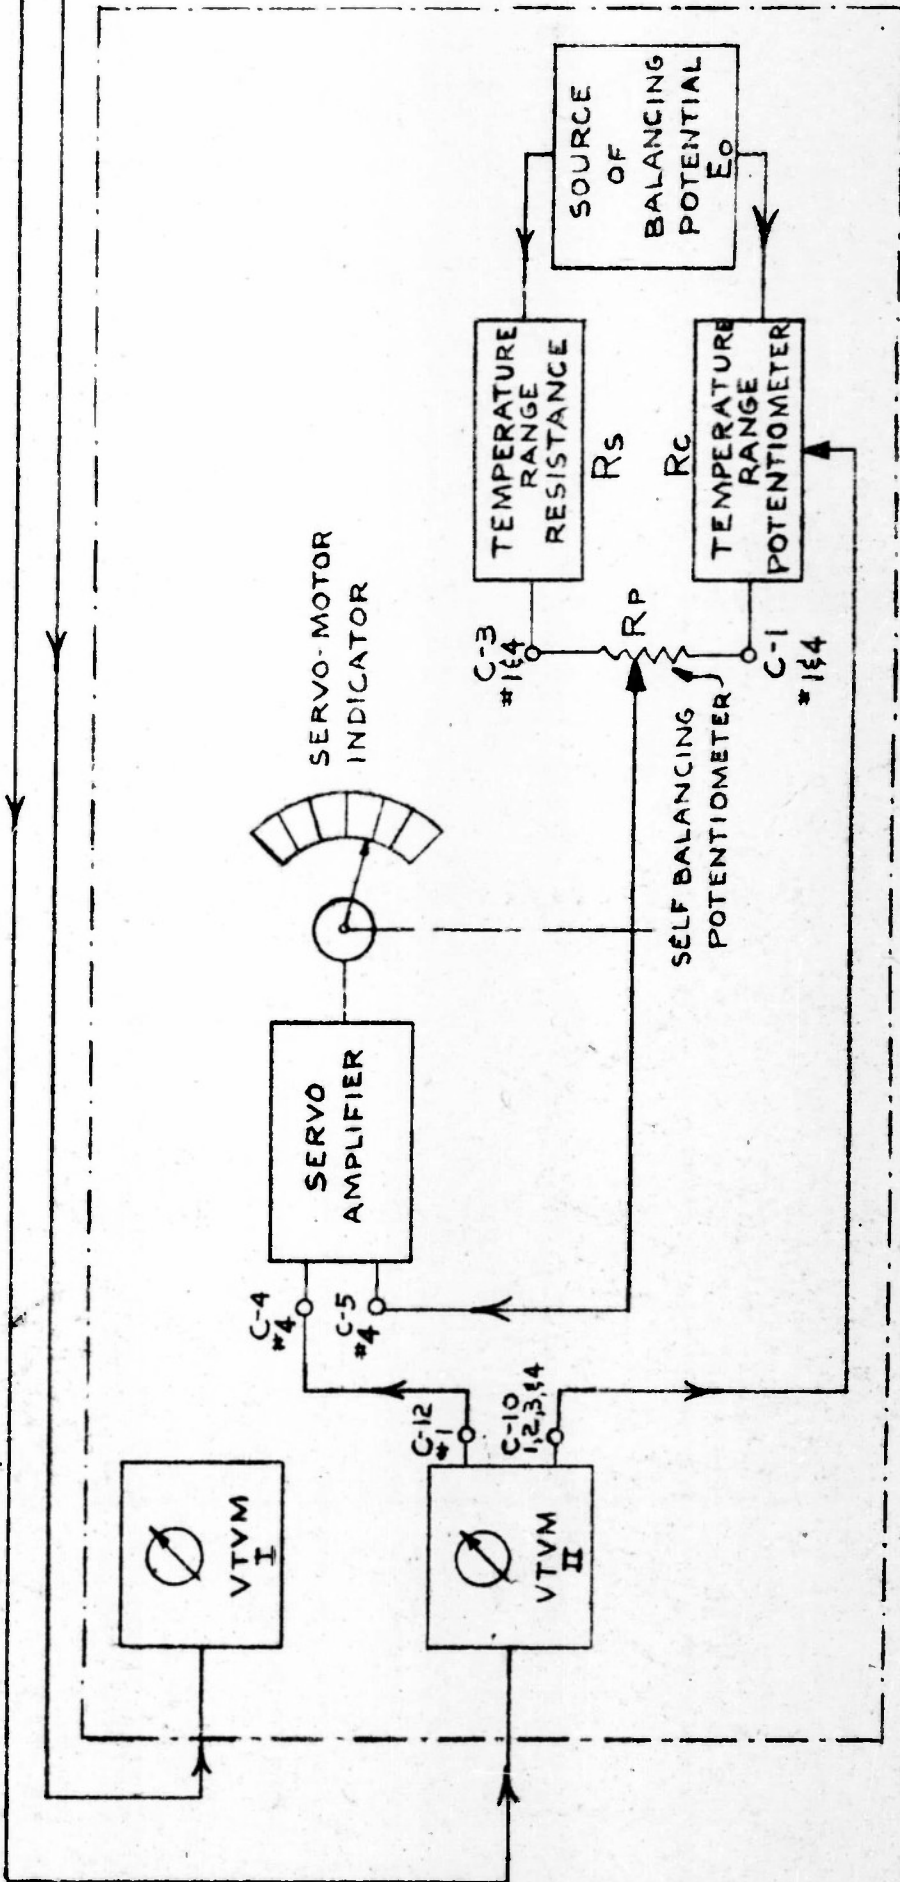 SOURCE
OF
BALANCING
POTENTIAL
E₀
TEMPERATURE
RANGE
RESISTANCE
RS
RC
TEMPERATURE
RANGE
POTENTIOMETER
SERVO-MOTOR
INDICATOR
C-3
#1&4
RP
C-1
#1&4
SELF BALANCING
POTENTIOMETER
SERVO
AMPLIFIER
C-4
#4
C-5
#4
C-12
#1
C-10
1,2,3,&4
VTVM
I
VTVM
II